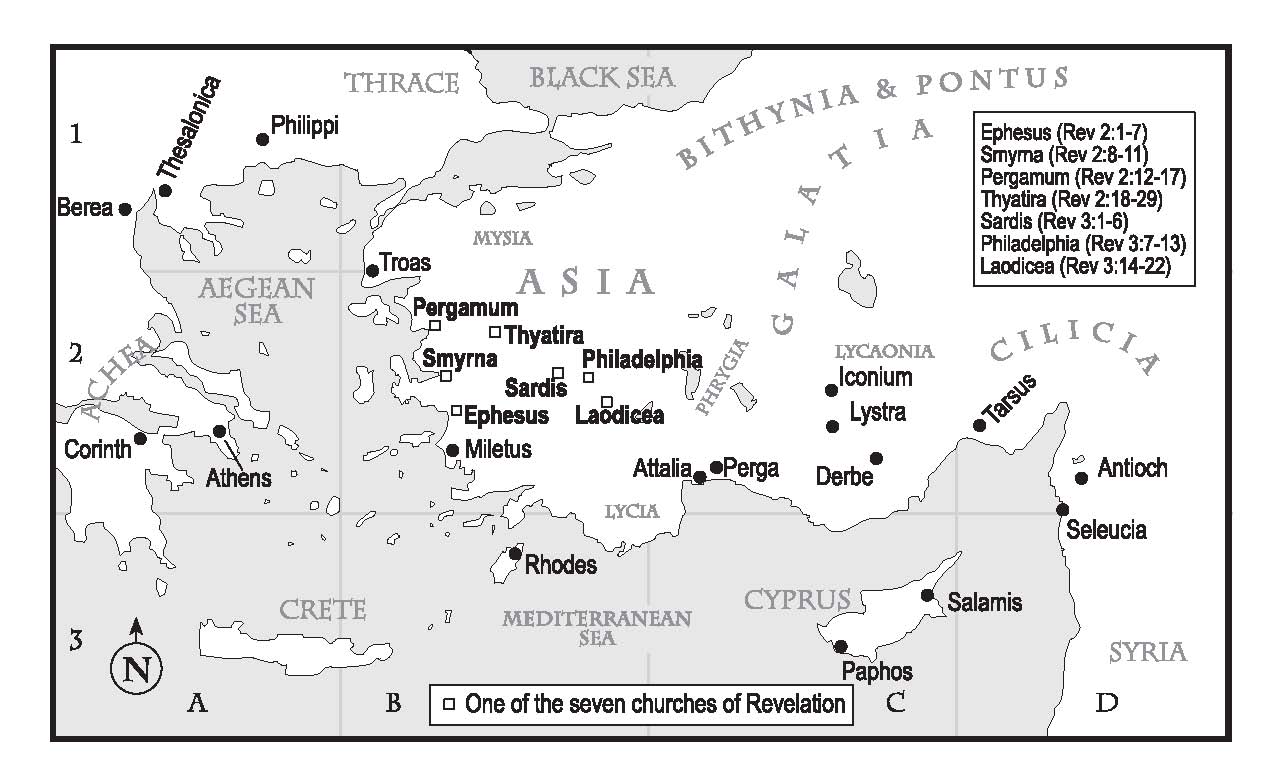 THRACE
BLACK SEA
BITHYNIA & PONTUS
GALATIA
1
Thesalonica
Philippi
Berea
Ephesus (Rev 2:1-7)
Smyrna (Rev 2:8-11)
Pergamum (Rev 2:12-17)
Thyatira (Rev 2:18-29)
Sardis (Rev 3:1-6)
Philadelphia (Rev 3:7-13)
Laodicea (Rev 3:14-22)
MYSIA
Troas
ASIA
AEGEAN
SEA
Pergamum
Thyatira
2
ACHEA
Smyrna
Philadelphia
Sardis
PHRYGIA
LYCAONIA
CILICIA
Iconium
Lystra
Tarsus
Ephesus
Laodicea
Corinth
Athens
Miletus
Attalia
Perga
Derbe
Antioch
LYCIA
Seleucia
Rhodes
CRETE
MEDITERRANEAN
SEA
CYPRUS
Salamis
3
N
Paphos
SYRIA
A
B
One of the seven churches of Revelation
C
D